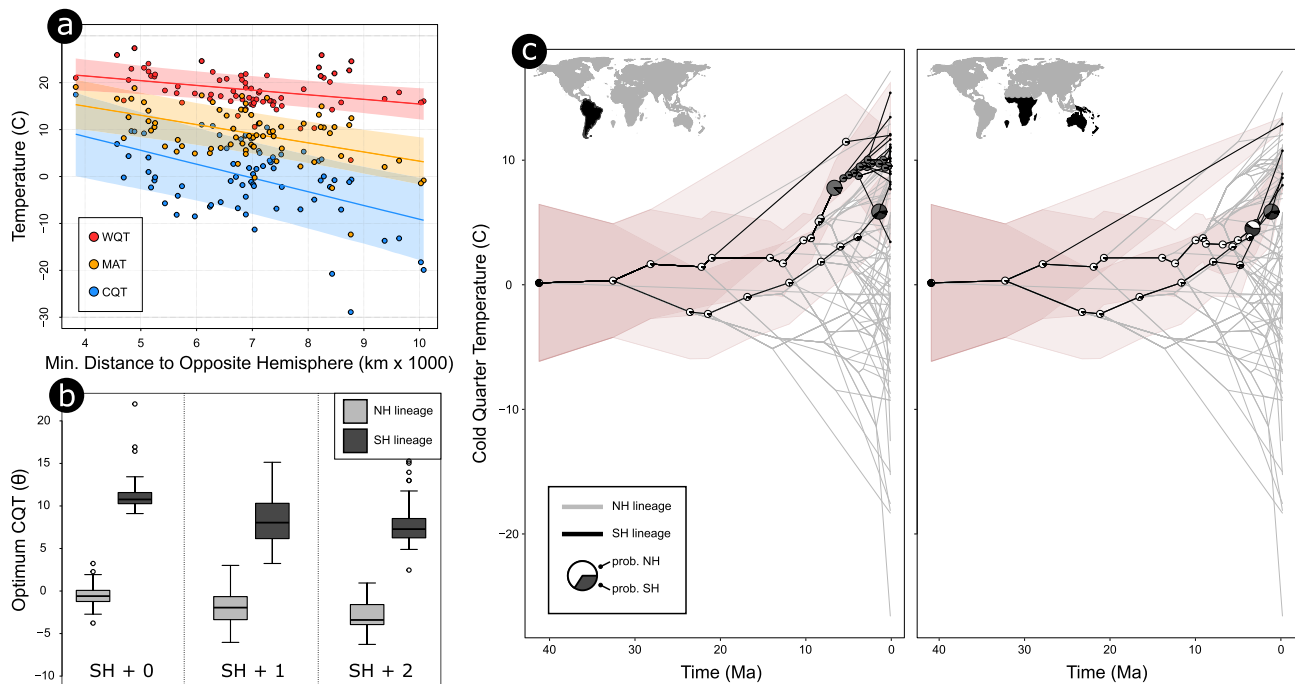 a
Temperature (C)
20
10
0
−10
−20
−30
WQT
MAT
CQT
4
5
6
7
8
9
10
Min. Distance to Opposite Hemisphere (km x 1000)
b
Optimum CQT (θ)
20
15
10
5
0
−5
−10
NH lineage
SH lineage
SH + 0
SH + 1
SH + 2
c
Cold Quarter Temperature (C)
10
0
−10
−20
NH lineage
SH lineage
prob. NH
prob. SH
40
30
20
10
0
Time (Ma)
40
30
20
10
0
Time (Ma)